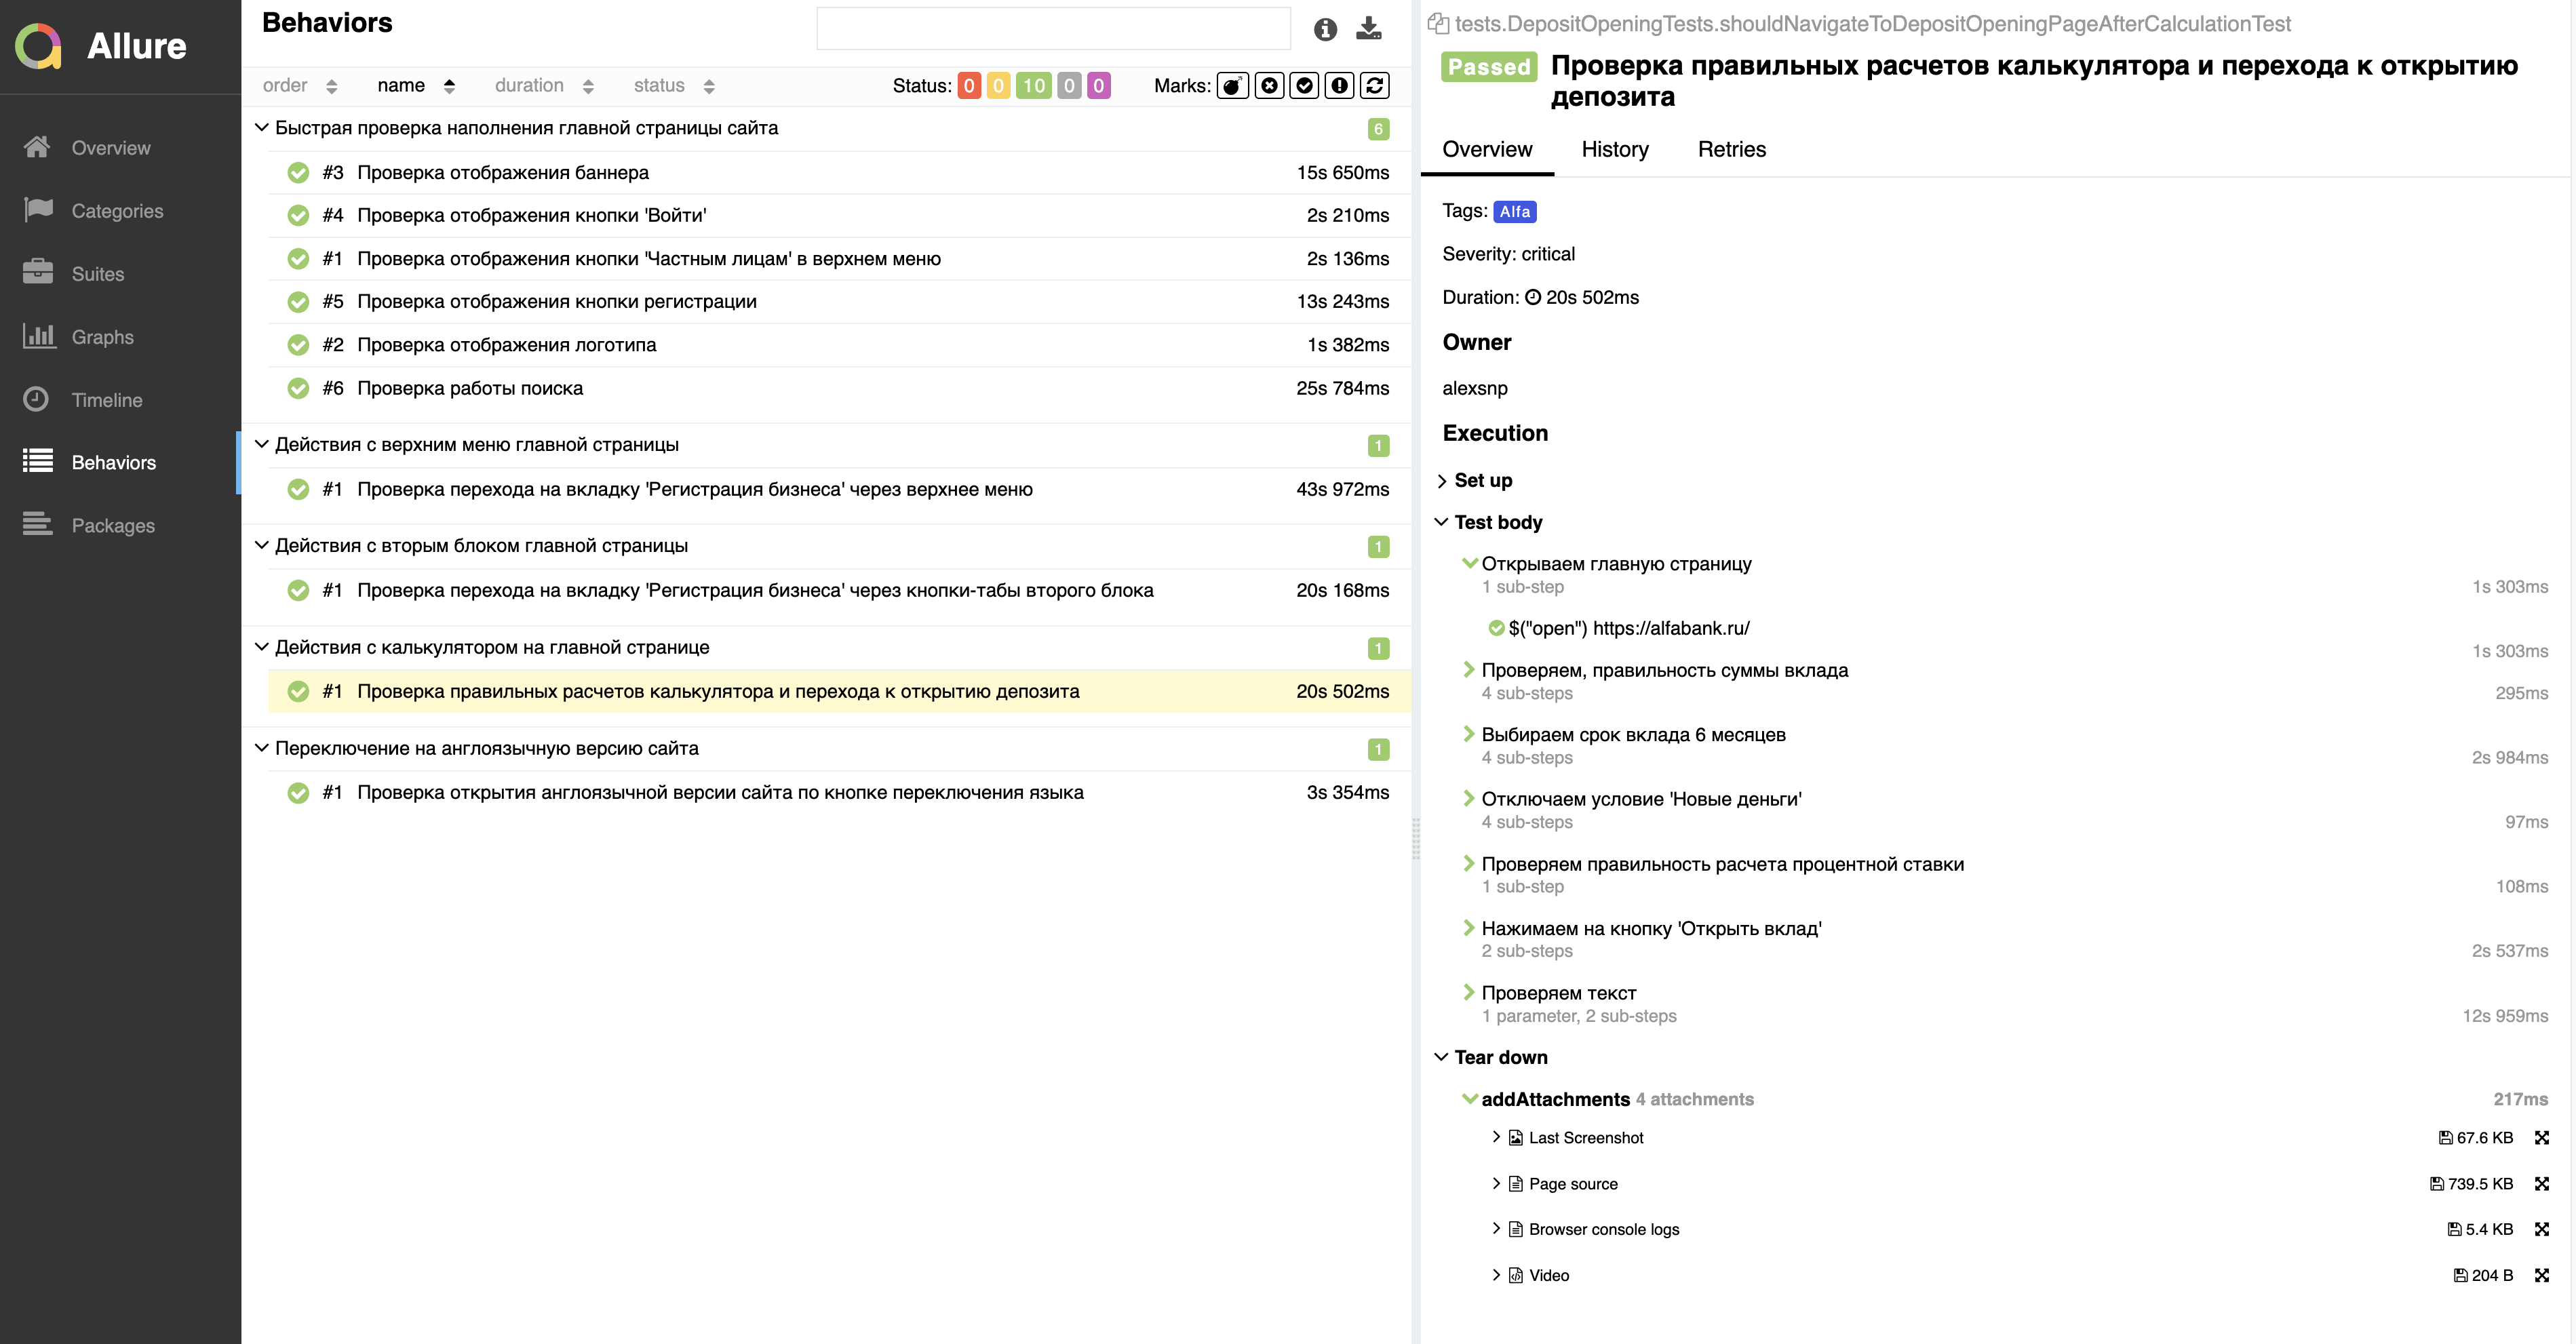 Allure
Overview
Categories
Suites
Graphs
Timeline
Behaviors
Packages
Behaviors
order name duration status Status: 0 0 10 0 0 Marks:
Быстрая проверка наполнения главной страницы сайта 6
#3 Проверка отображения баннера 15s 650ms
#4 Проверка отображения кнопки 'Войти' 2s 210ms
#1 Проверка отображения кнопки 'Частным лицам' в верхнем меню 2s 136ms
#5 Проверка отображения кнопки регистрации 13s 243ms
#2 Проверка отображения логотипа 1s 382ms
#6 Проверка работы поиска 25s 784ms
Действия с верхним меню главной страницы 1
#1 Проверка перехода на вкладку 'Регистрация бизнеса' через верхнее меню 43s 972ms
Действия с вторым блоком главной страницы 1
#1 Проверка перехода на вкладку 'Регистрация бизнеса' через кнопки-табы второго блока 20s 168ms
Действия с калькулятором на главной странице 1
#1 Проверка правильных расчетов калькулятора и перехода к открытию депозита 20s 502ms
Переключение на англоязычную версию сайта 1
#1 Проверка открытия англоязычной версии сайта по кнопке переключения языка 3s 354ms
tests.DepositOpeningTests.shouldNavigateToDepositOpeningPageAfterCalculationTest
Passed Проверка правильных расчетов калькулятора и перехода к открытию
депозита
Overview History Retries
Tags: Alfa
Severity: critical
Duration: 20s 502ms
Owner
alexsnp
Execution
Set up
Test body
Открываем главную страницу
1 sub-step 1s 303ms
$("open") https://alfabank.ru/
1s 303ms
Проверяем, правильность суммы вклада
4 sub-steps 295ms
Выбираем срок вклада 6 месяцев
4 sub-steps 2s 984ms
Отключаем условие 'Новые деньги'
4 sub-steps 97ms
Проверяем правильность расчета процентной ставки
1 sub-step 108ms
Нажимаем на кнопку 'Открыть вклад'
2 sub-steps 2s 537ms
Проверяем текст
1 parameter, 2 sub-steps 12s 959ms
Tear down
addAttachments 4 attachments 217ms
Last Screenshot 67.6 KB
Page source 739.5 KB
Browser console logs 5.4 KB
Video 204 B